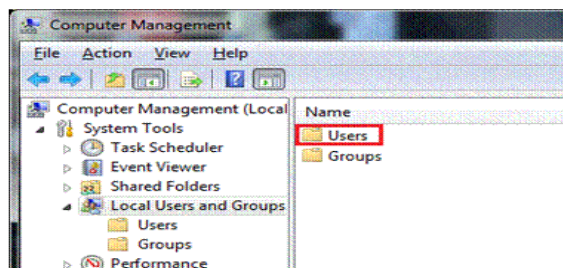 Computer Management
File Action View Help
Computer Management (Local
System Tools
Task Scheduler
Event Viewer
Shared Folders
Local Users and Groups
Users
Groups
Performance
Name
Users
Groups